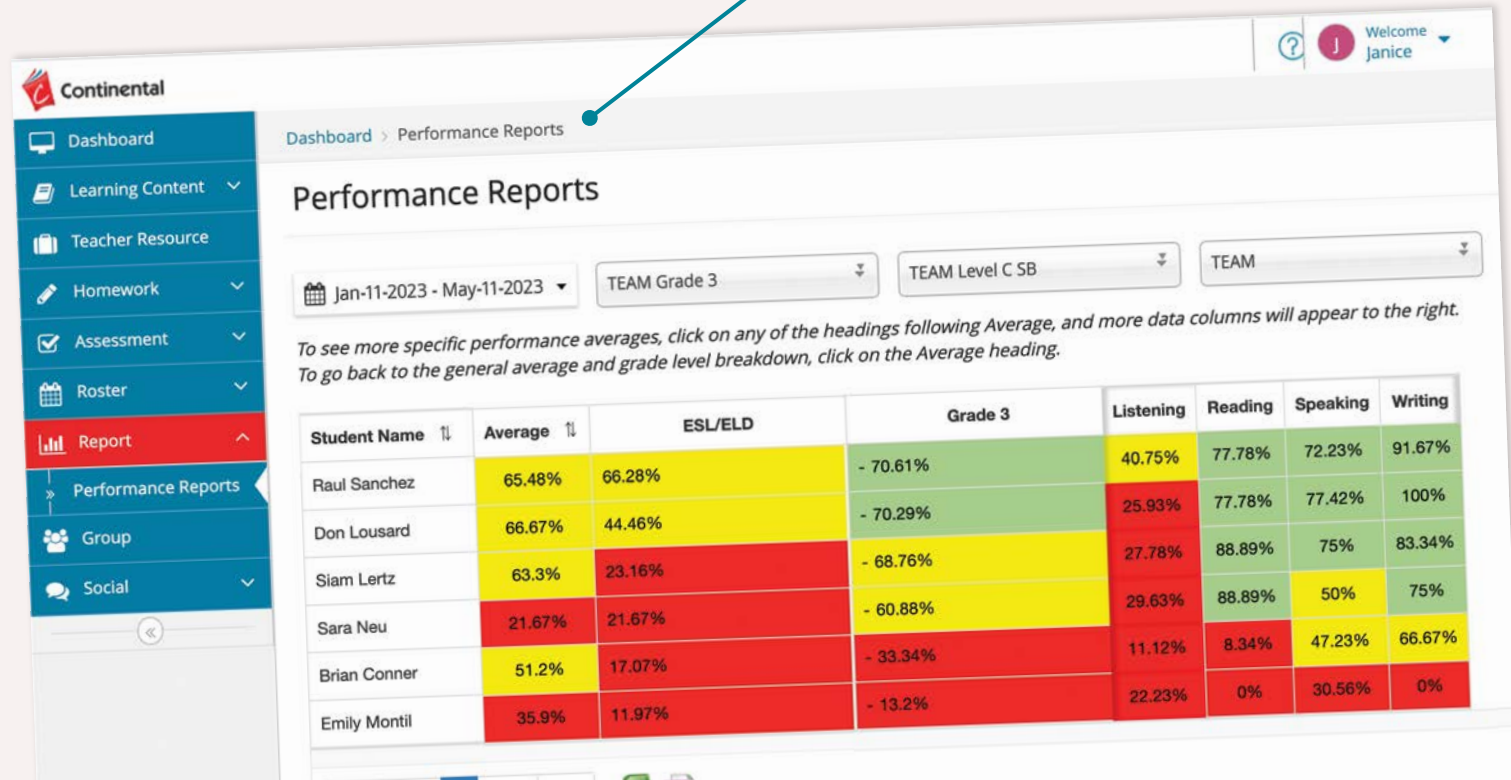 Continental
Welcome
Janice
J
?
Dashboard
Learning Content
Teacher Resource
Homework
Assessment
Roster
Report
Performance Reports
Group
Social
Dashboard > Performance Reports
Performance Reports
Jan-11-2023 - May-11-2023 TEAM Grade 3 TEAM Level C SB TEAM
To see more specific performance averages, click on any of the headings following Average, and more data columns will appear to the right.
To go back to the general average and grade level breakdown, click on the Average heading.
Student Name Average ESL/ELD Grade 3 Listening Reading Speaking Writing
Raul Sanchez 65.48% 66.28% - 70.61% 40.75% 77.78% 72.23% 91.67%
Don Lousard 66.67% 44.46% - 70.29% 25.93% 77.78% 77.42% 100%
Siam Lertz 63.3% 23.16% - 68.76% 27.78% 88.89% 75% 83.34%
Sara Neu 21.67% 21.67% - 60.88% 29.63% 88.89% 50% 75%
Brian Conner 51.2% 17.07% - 33.34% 11.12% 8.34% 47.23% 66.67%
Emily Montil 35.9% 11.97% - 13.2% 22.23% 0% 30.56% 0%